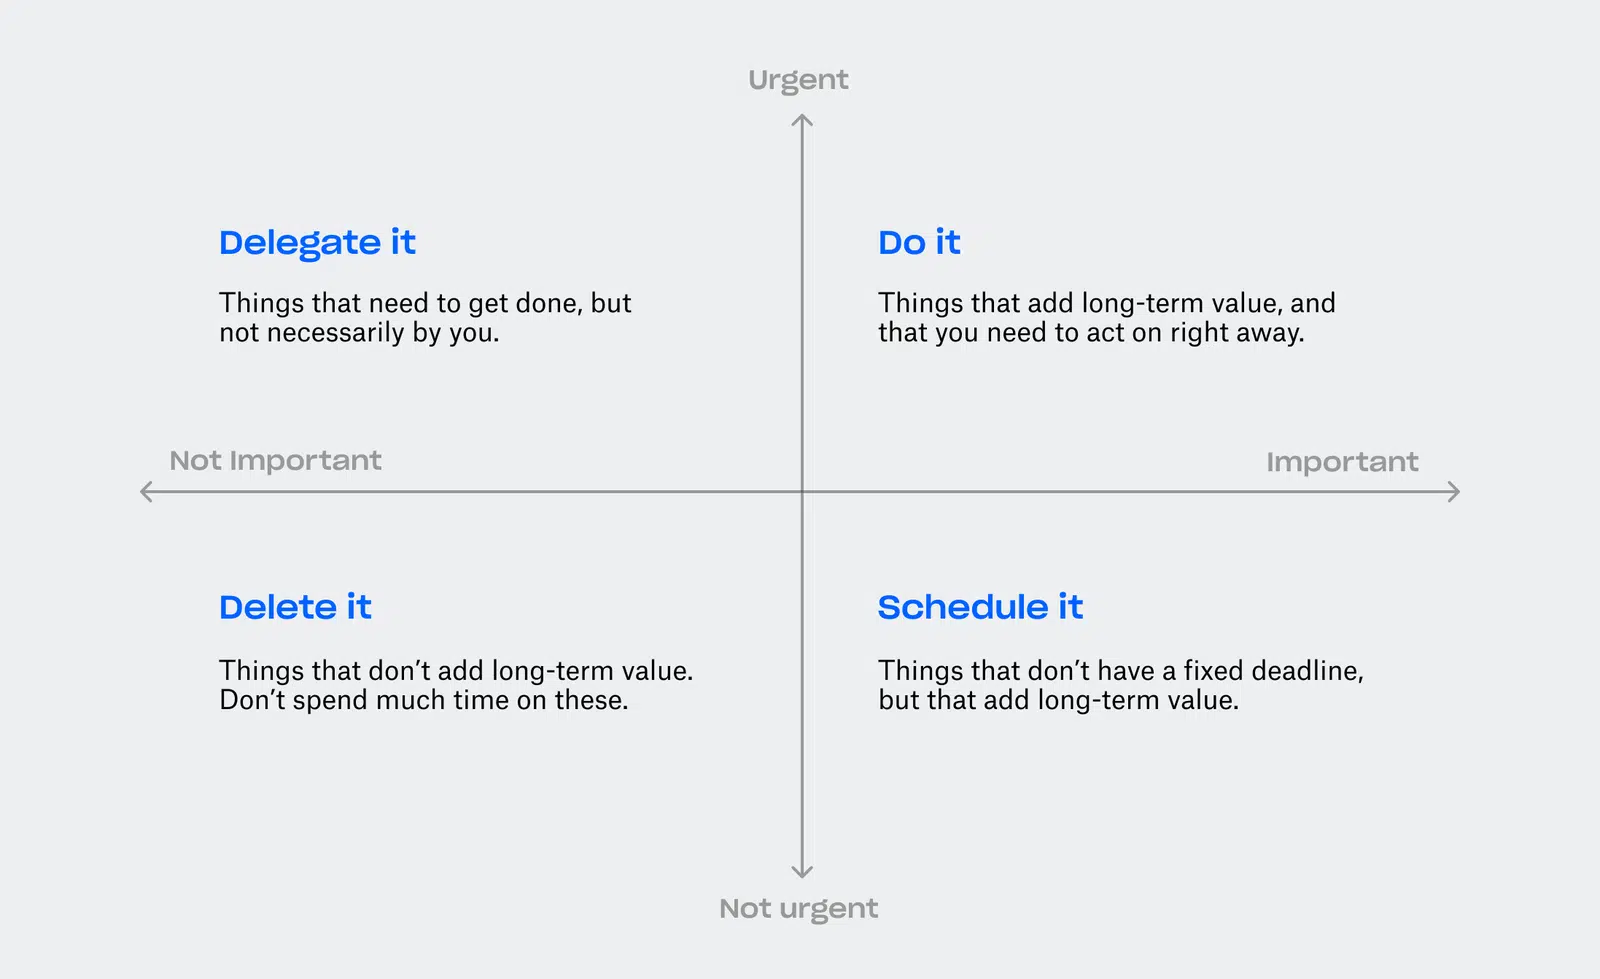 Urgent
Delegate it
Things that need to get done, but
not necessarily by you.
Do it
Things that add long-term value, and
that you need to act on right away.
Not Important
Important
Delete it
Things that don’t add long-term value.
Don’t spend much time on these.
Schedule it
Things that don’t have a fixed deadline,
but that add long-term value.
Not urgent